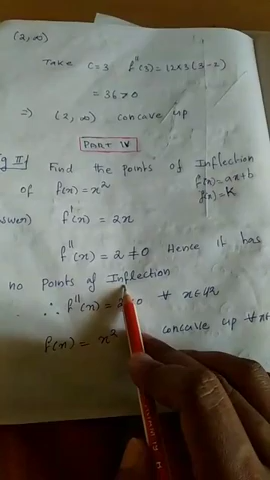 (2, ∞)
Take c=3 f"(3) = 12×3(3-2)
= 36 > 0
⇒ (2, ∞) concave up
PART IV
Find the points of Inflection
of f(x) = x² f(x) = ax+b
f(x) = K
f'(x) = 2x
f"(x) = 2 ≠ 0 Hence it has
no points of Inflection
∴ f"(x) = 2 0 ∀
f(x) = x² concave up ∀